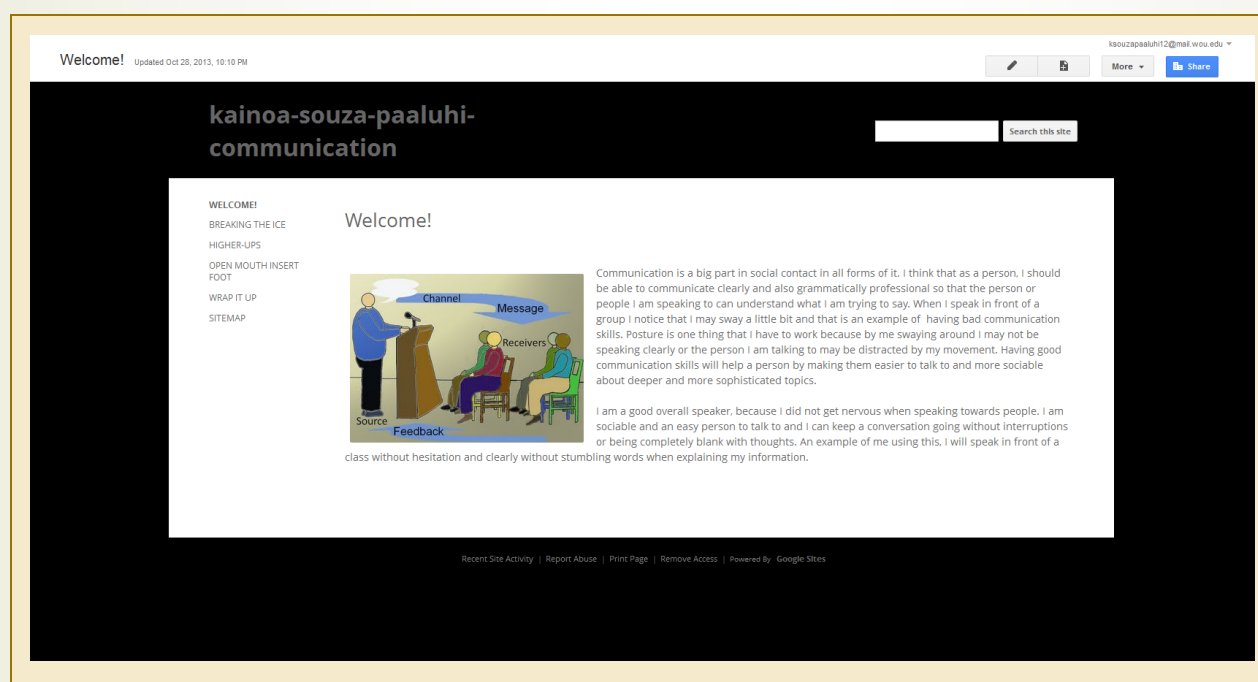 ksouzapaaluhi12@mail.wou.edu
Welcome! Updated Oct 28, 2013, 10:10 PM
More
Share
kainoa-souza-paaluhi-
communication
Search this site
WELCOME!
BREAKING THE ICE
HIGHER-UPS
OPEN MOUTH INSERT
FOOT
WRAP IT UP
SITEMAP
Welcome!
Channel
Message
Receivers
Source
Feedback
Communication is a big part in social contact in all forms of it. I think that as a person, I should
be able to communicate clearly and also grammatically professional so that the person or
people I am speaking to can understand what I am trying to say. When I speak in front of a
group I notice that I may sway a little bit and that is an example of  having bad communication
skills. Posture is one thing that I have to work because by me swaying around I may not be
speaking clearly or the person I am talking to may be distracted by my movement. Having good
communication skills will help a person by making them easier to talk to and more sociable
about deeper and more sophisticated topics.
I am a good overall speaker, because I did not get nervous when speaking towards people. I am
sociable and an easy person to talk to and I can keep a conversation going without interruptions
or being completely blank with thoughts. An example of me using this, I will speak in front of a
class without hesitation and clearly without stumbling words when explaining my information.
Recent Site Activity | Report Abuse | Print Page | Remove Access | Powered By Google Sites